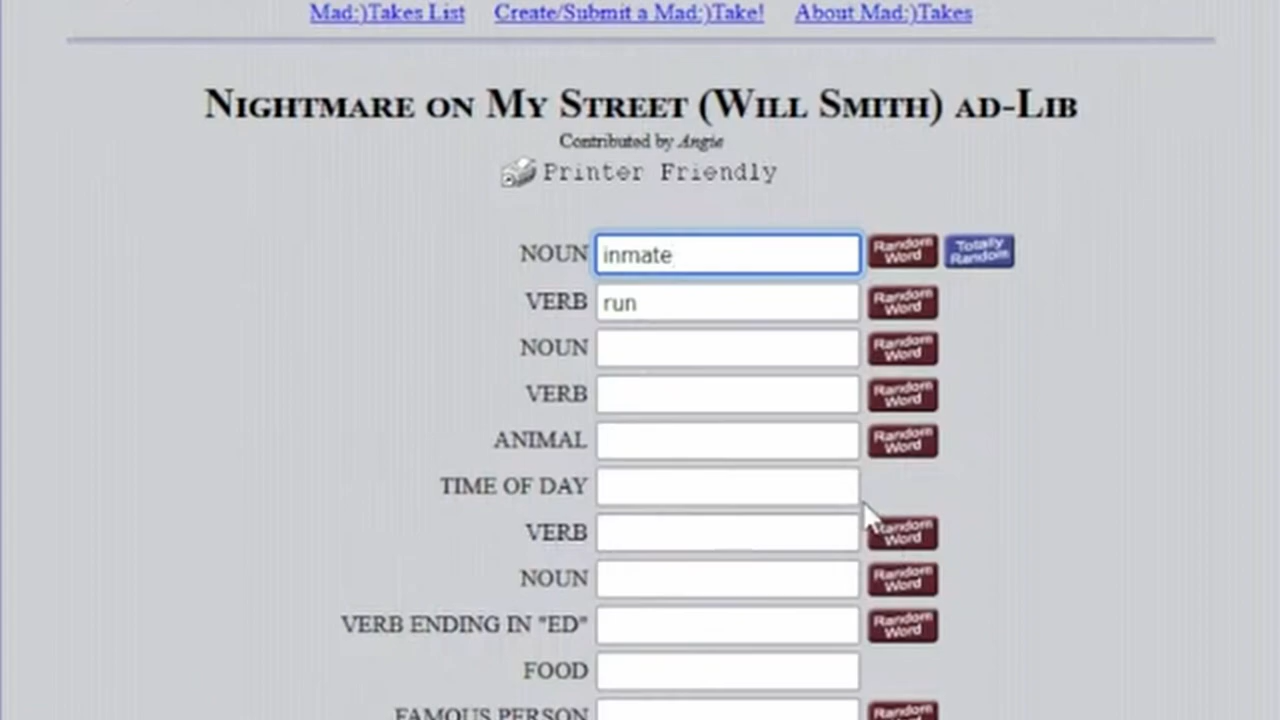 Mad:)Takes List Create/Submit a Mad:)Take! About Mad:)Takes
Nightmare on My Street (Will Smith) ad-Lib
Contributed by Angie
Printer Friendly
NOUN inmate Random Word Totally Random
VERB run Random Word
NOUN Random Word
VERB Random Word
ANIMAL Random Word
TIME OF DAY
VERB Random Word
NOUN Random Word
VERB ENDING IN "ED" Random Word
FOOD
FAMOUS PERSON Random